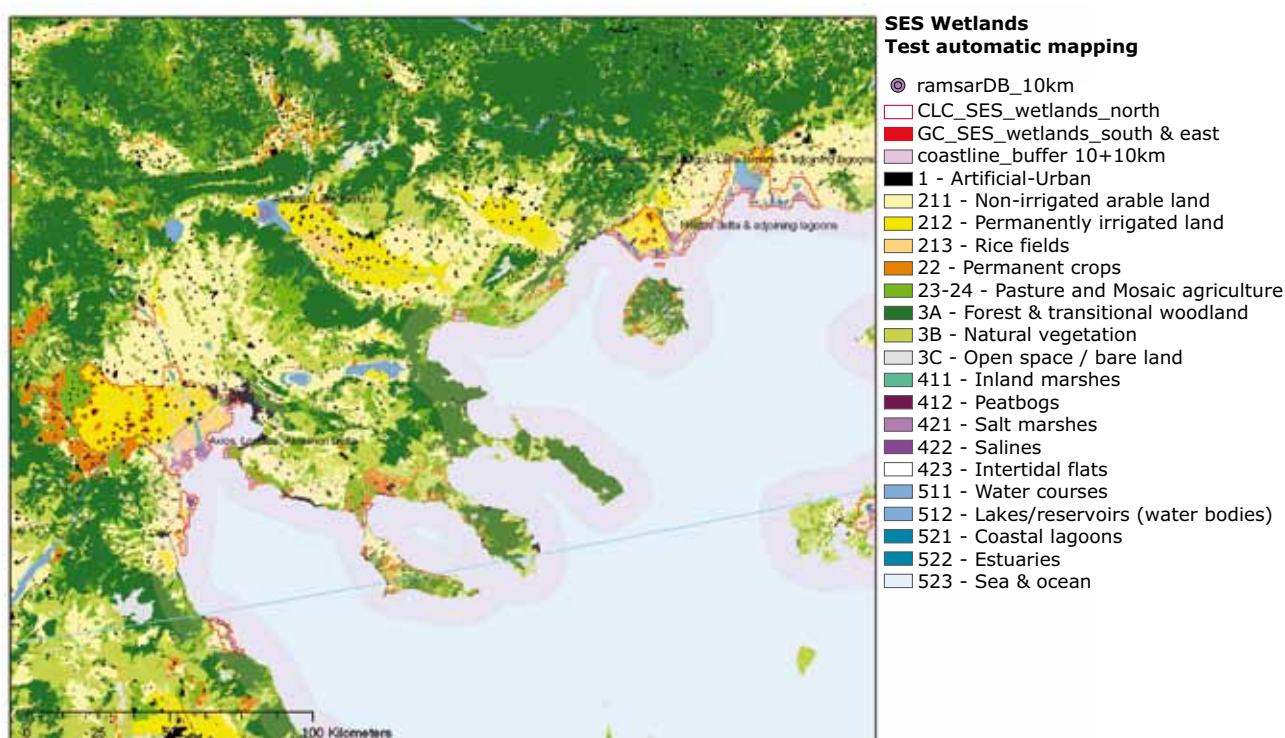 SES Wetlands
Test automatic mapping
ramsarDB_10km
CLC_SES_wetlands_north
GC_SES_wetlands_south & east
coastline_buffer 10+10km
1 - Artificial-Urban
211 - Non-irrigated arable land
212 - Permanently irrigated land
213 - Rice fields
22 - Permanent crops
23-24 - Pasture and Mosaic agriculture
3A - Forest & transitional woodland
3B - Natural vegetation
3C - Open space / bare land
411 - Inland marshes
412 - Peatbogs
421 - Salt marshes
422 - Salines
423 - Intertidal flats
511 - Water courses
512 - Lakes/reservoirs (water bodies)
521 - Coastal lagoons
522 - Estuaries
523 - Sea & ocean
& adjoining lagoons
delta & adjoining lagoons
Axios,
0 25 100 Kilometers